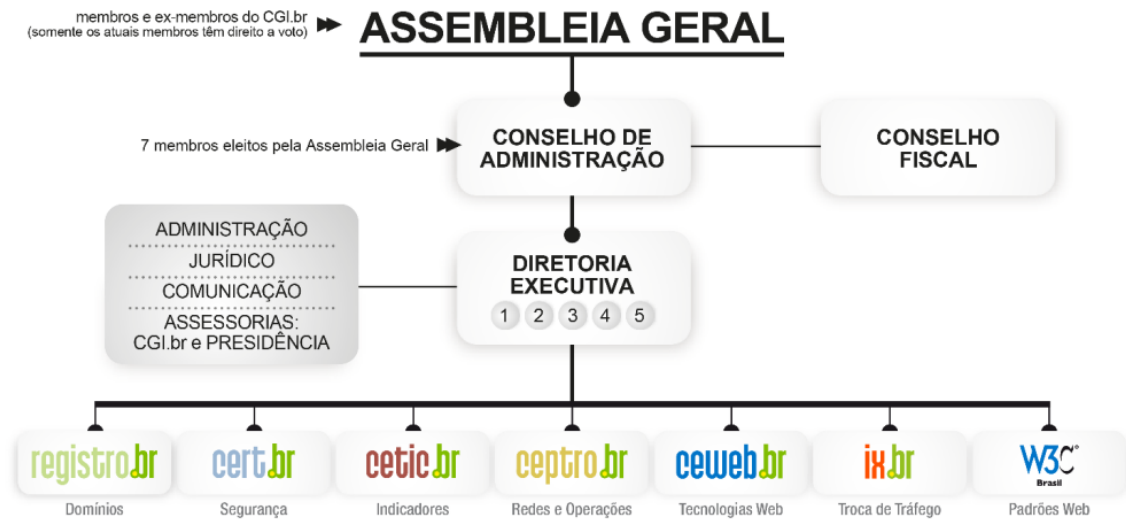 membros e ex-membros do CGI.br
(somente os atuais membros têm direito a voto)
ASSEMBLEIA GERAL
7 membros eleitos pela Assembleia Geral
CONSELHO DE
ADMINISTRAÇÃO
CONSELHO
FISCAL
ADMINISTRAÇÃO
JURÍDICO
COMUNICAÇÃO
ASSESSORIAS:
CGI.br e PRESIDÊNCIA
DIRETORIA
EXECUTIVA
1 2 3 4 5
registro.br
Domínios
cert.br
Segurança
cetic.br
Indicadores
ceptro.br
Redes e Operações
ceweb.br
Tecnologias Web
ix.br
Troca de Tráfego
W3C®
Brasil
Padrões Web